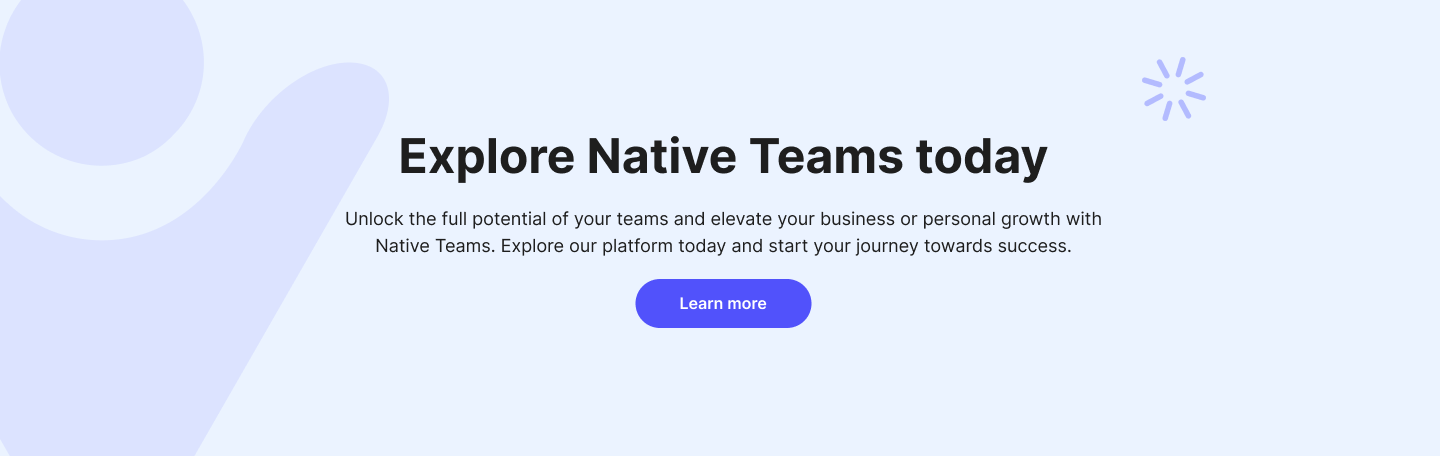 Explore Native Teams today
Unlock the full potential of your teams and elevate your business or personal growth with
Native Teams. Explore our platform today and start your journey towards success.
Learn more